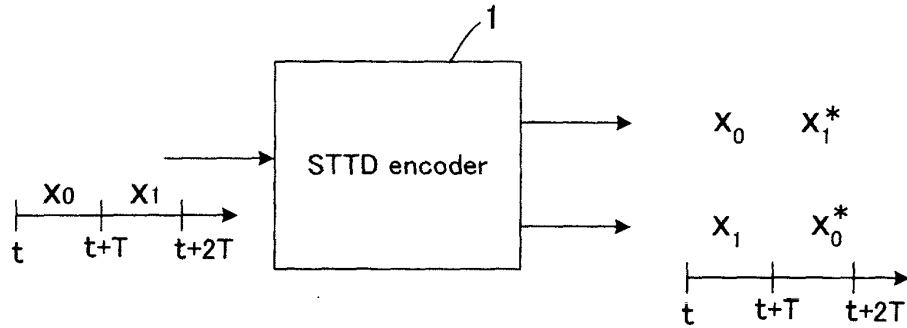 1
STTD encoder
X0 X1
t t+T t+2T
X0 X1*
X1 X0*
t t+T t+2T